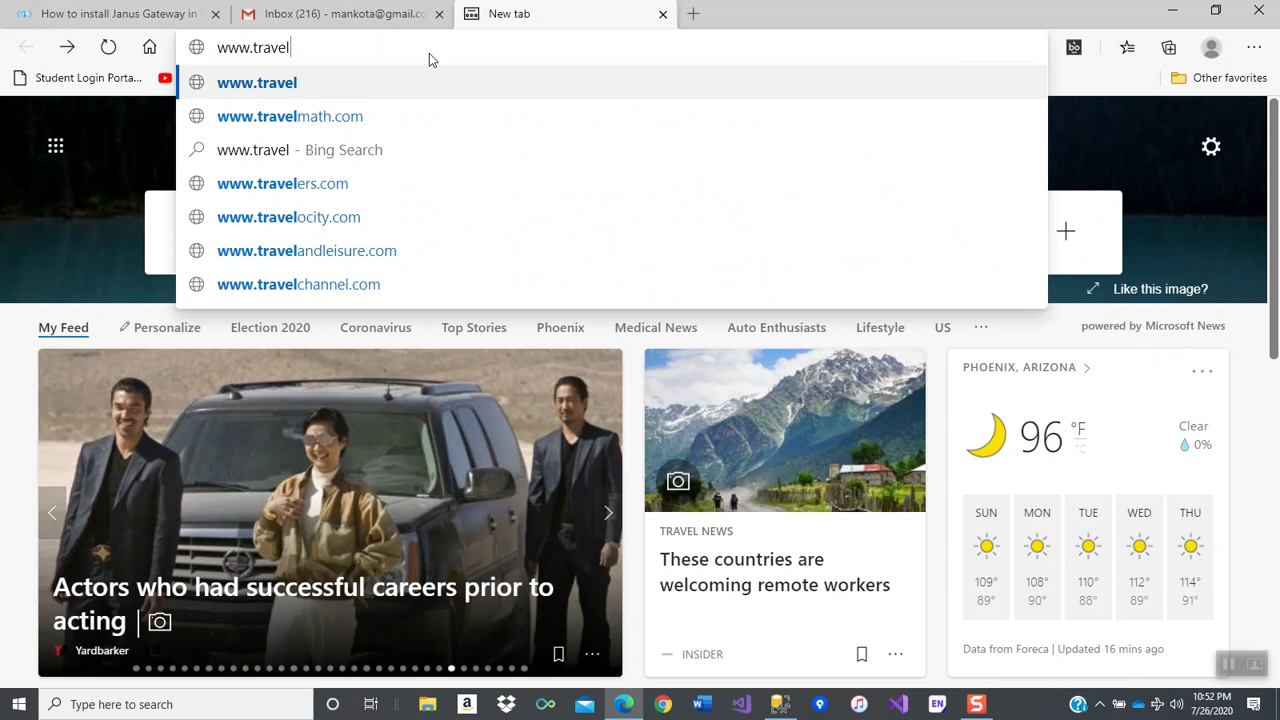 How to install Janus Gateway in
Inbox (216) - mankota@gmail.co
New tab
www.travel
Student Login Porta...
Other favorites
www.travel
www.travelmath.com
www.travel - Bing Search
www.travelers.com
www.travelocity.com
www.travelandleisure.com
www.travelchannel.com
Like this image?
My Feed
Personalize
Election 2020
Coronavirus
Top Stories
Phoenix
Medical News
Auto Enthusiasts
Lifestyle
US
powered by Microsoft News
Actors who had successful careers prior to
acting |
Yardbarker
TRAVEL NEWS
These countries are
welcoming remote workers
INSIDER
PHOENIX, ARIZONA
96 °F
°C
Clear
0%
SUN MON TUE WED THU
109° 108° 110° 112° 114°
89° 90° 88° 89° 91°
Data from Foreca | Updated 16 mins ago
Type here to search
EN
10:52 PM
7/26/2020